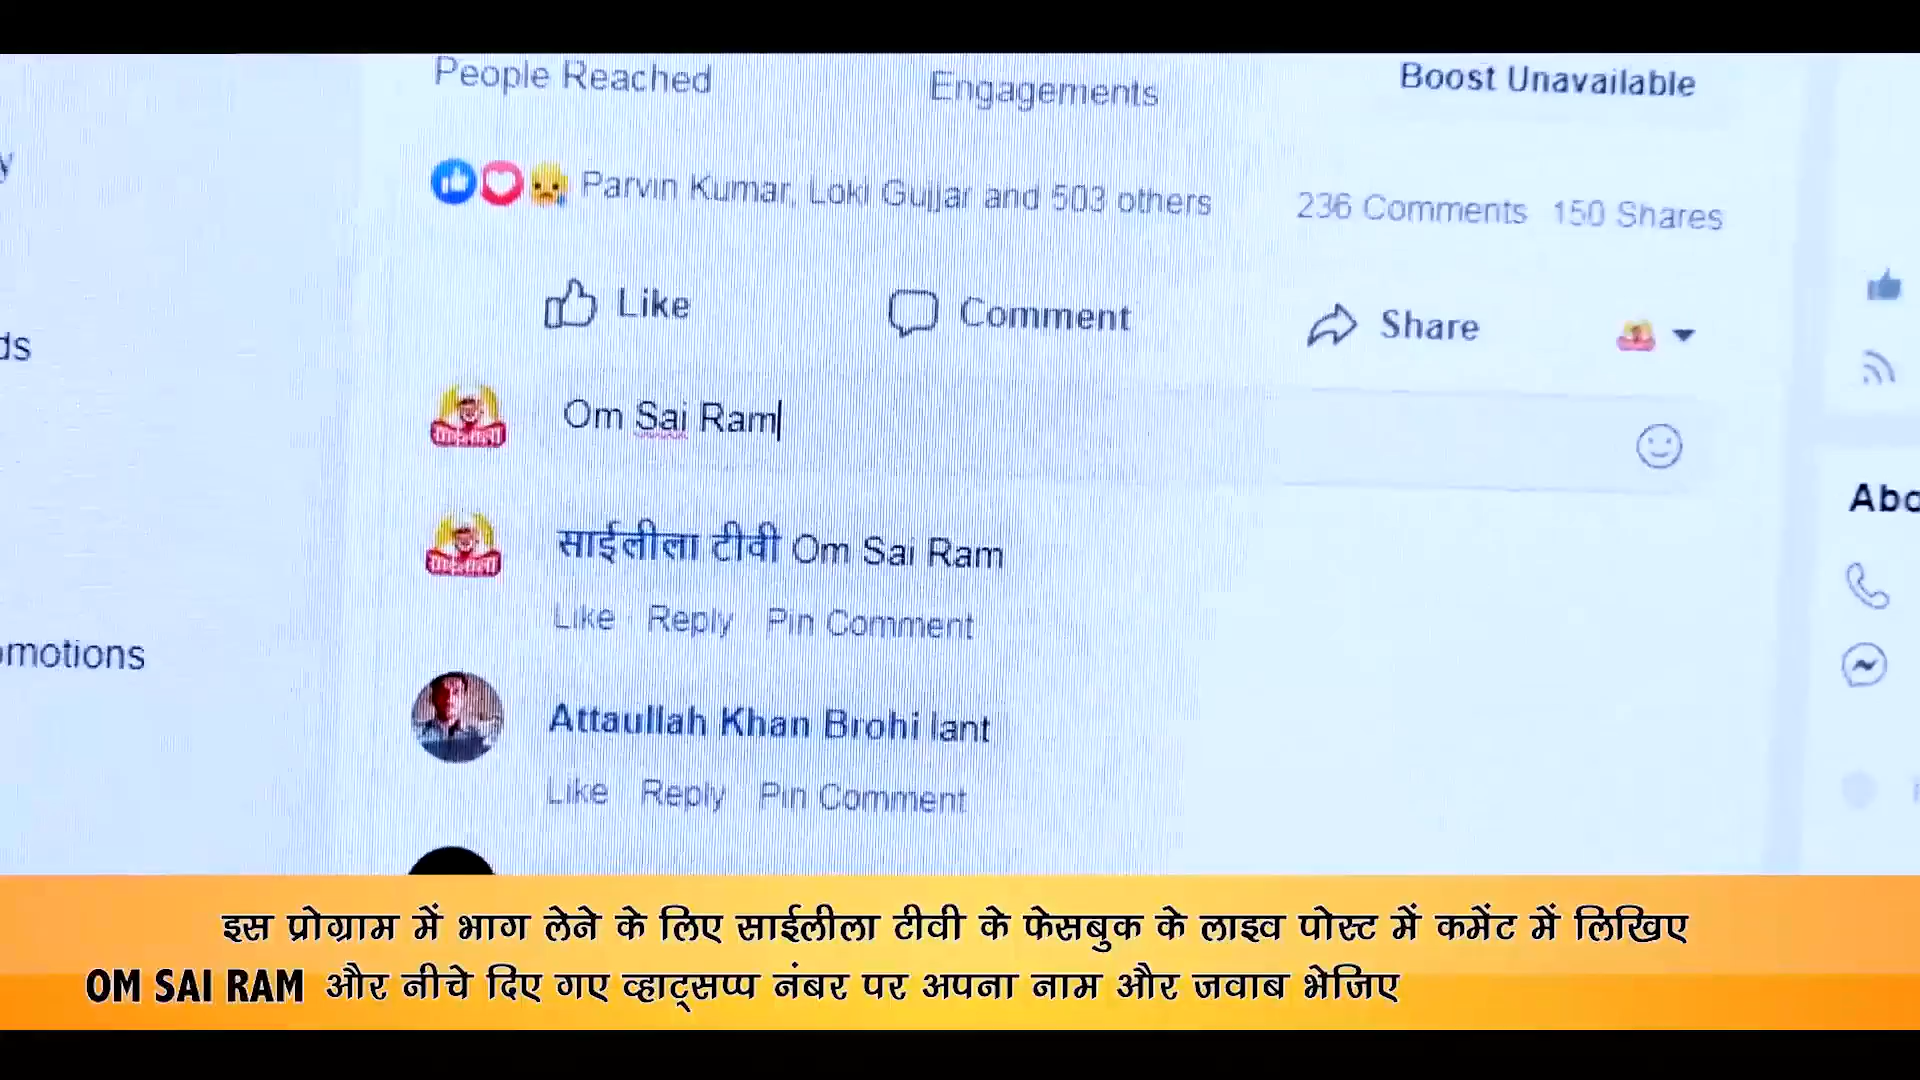 People Reached
Engagements
Boost Unavailable
Parvin Kumar, Loki Gujjar and 503 others
236 Comments 150 Shares
Like
Comment
Share
Om Sai Ram
साईलीला टीवी Om Sai Ram
Like Reply Pin Comment
Attaullah Khan Brohi lant
Like Reply Pin Comment
ds
omotions
Abo
इस प्रोग्राम में भाग लेने के लिए साईलीला टीवी के फेसबुक के लाइव पोस्ट में कमेंट में लिखिए
OM SAI RAM और नीचे दिए गए व्हाट्सप्प नंबर पर अपना नाम और जवाब भेजिए